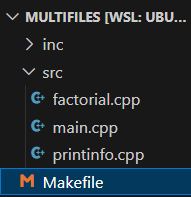 MULTIFILES [WSL: UBU...
inc
src
factorial.cpp
main.cpp
printinfo.cpp
Makefile